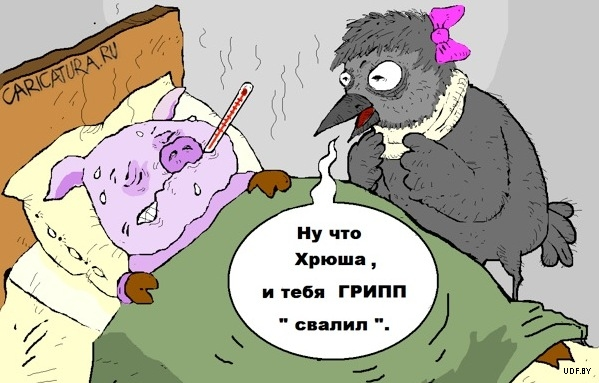 CARICATURA.RU
Ну что
Хрюша ,
и тебя ГРИПП
" свалил ".
UDF.BY